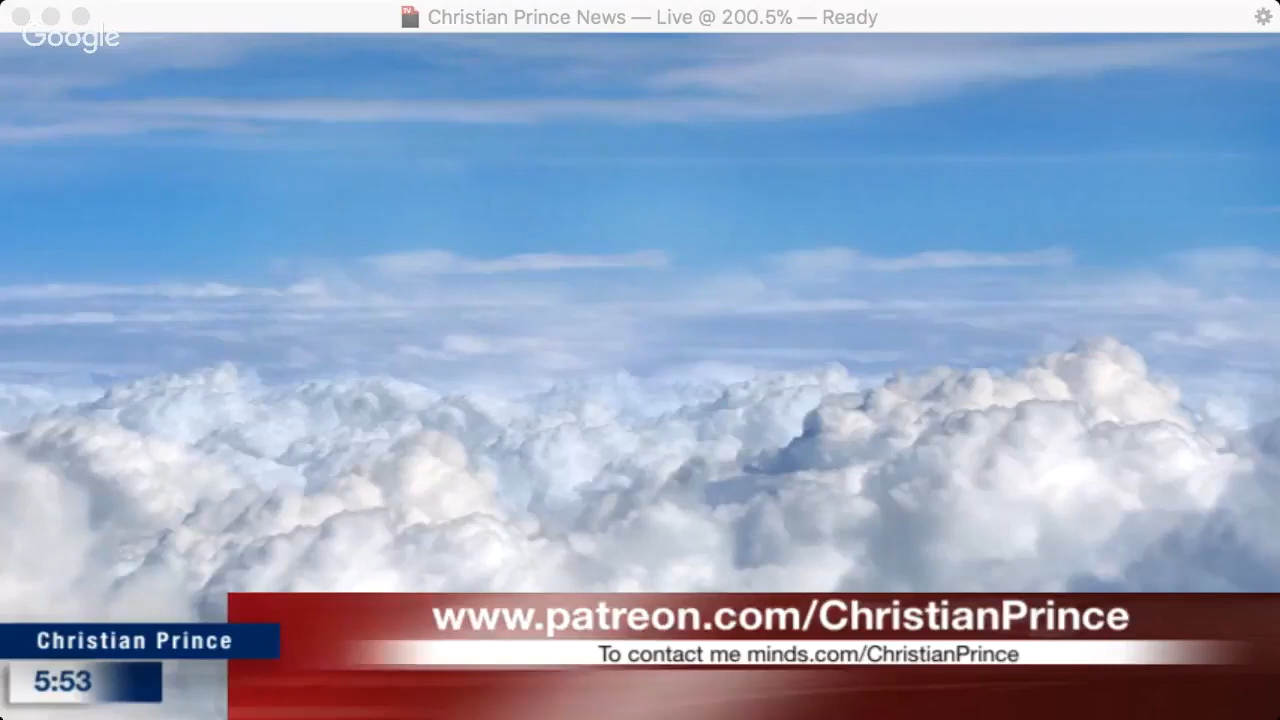 Christian Prince News — Live @ 200.5% — Ready
Google
www.patreon.com/ChristianPrince
Christian Prince
To contact me minds.com/ChristianPrince
5:53